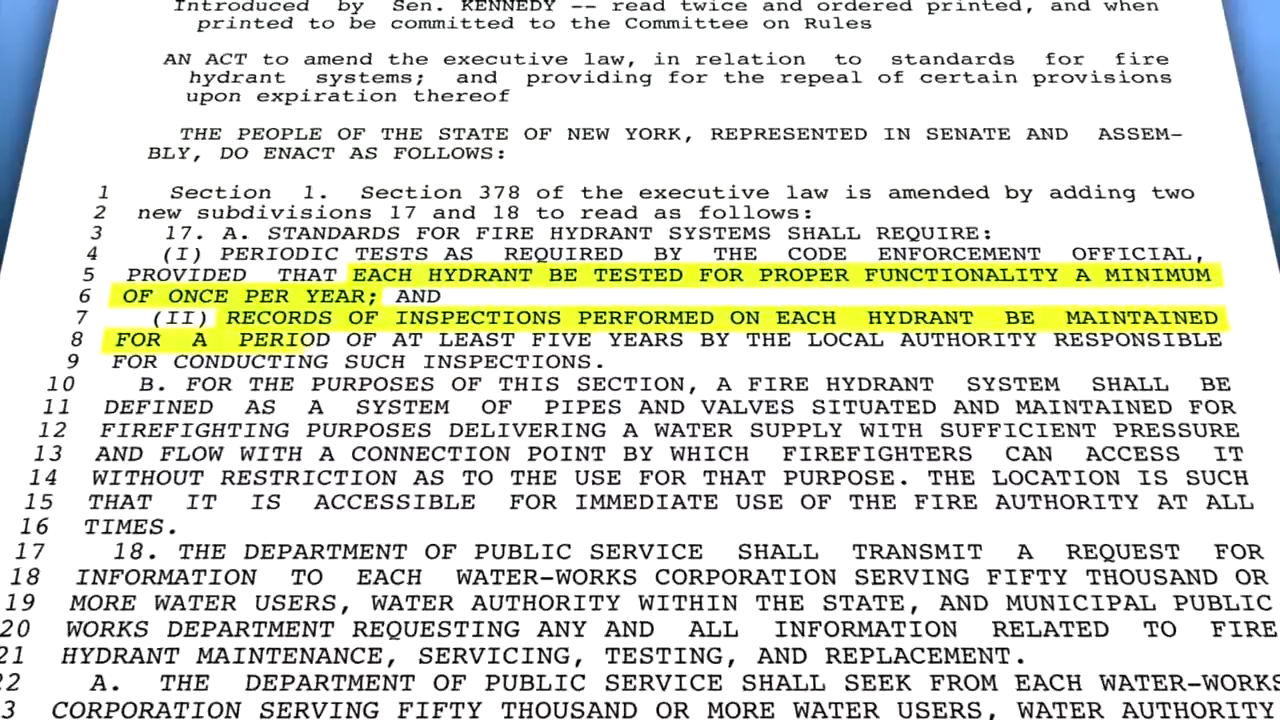 Introduced by Sen. KENNEDY -- read twice and ordered printed, and when
printed to be committed to the Committee on Rules
AN ACT to amend the executive law, in relation to standards for fire
hydrant systems; and providing for the repeal of certain provisions
upon expiration thereof
THE PEOPLE OF THE STATE OF NEW YORK, REPRESENTED IN SENATE AND ASSEM-
BLY, DO ENACT AS FOLLOWS:
1 Section 1. Section 378 of the executive law is amended by adding two
2 new subdivisions 17 and 18 to read as follows:
3 17. A. STANDARDS FOR FIRE HYDRANT SYSTEMS SHALL REQUIRE:
4 (I) PERIODIC TESTS AS REQUIRED BY THE CODE ENFORCEMENT OFFICIAL,
5 PROVIDED THAT EACH HYDRANT BE TESTED FOR PROPER FUNCTIONALITY A MINIMUM
6 OF ONCE PER YEAR; AND
7 (II) RECORDS OF INSPECTIONS PERFORMED ON EACH HYDRANT BE MAINTAINED
8 FOR A PERIOD OF AT LEAST FIVE YEARS BY THE LOCAL AUTHORITY RESPONSIBLE
9 FOR CONDUCTING SUCH INSPECTIONS.
10 B. FOR THE PURPOSES OF THIS SECTION, A FIRE HYDRANT SYSTEM SHALL BE
11 DEFINED AS A SYSTEM OF PIPES AND VALVES SITUATED AND MAINTAINED FOR
12 FIREFIGHTING PURPOSES DELIVERING A WATER SUPPLY WITH SUFFICIENT PRESSURE
13 AND FLOW WITH A CONNECTION POINT BY WHICH FIREFIGHTERS CAN ACCESS IT
14 WITHOUT RESTRICTION AS TO THE USE FOR THAT PURPOSE. THE LOCATION IS SUCH
15 THAT IT IS ACCESSIBLE FOR IMMEDIATE USE OF THE FIRE AUTHORITY AT ALL
16 TIMES.
17 18. THE DEPARTMENT OF PUBLIC SERVICE SHALL TRANSMIT A REQUEST FOR
18 INFORMATION TO EACH WATER-WORKS CORPORATION SERVING FIFTY THOUSAND OR
19 MORE WATER USERS, WATER AUTHORITY WITHIN THE STATE, AND MUNICIPAL PUBLIC
20 WORKS DEPARTMENT REQUESTING ANY AND ALL INFORMATION RELATED TO FIRE
21 HYDRANT MAINTENANCE, SERVICING, TESTING, AND REPLACEMENT.
22 A. THE DEPARTMENT OF PUBLIC SERVICE SHALL SEEK FROM EACH WATER-WORKS
3 CORPORATION SERVING FIFTY THOUSAND OR MORE WATER USERS, WATER AUTHORITY